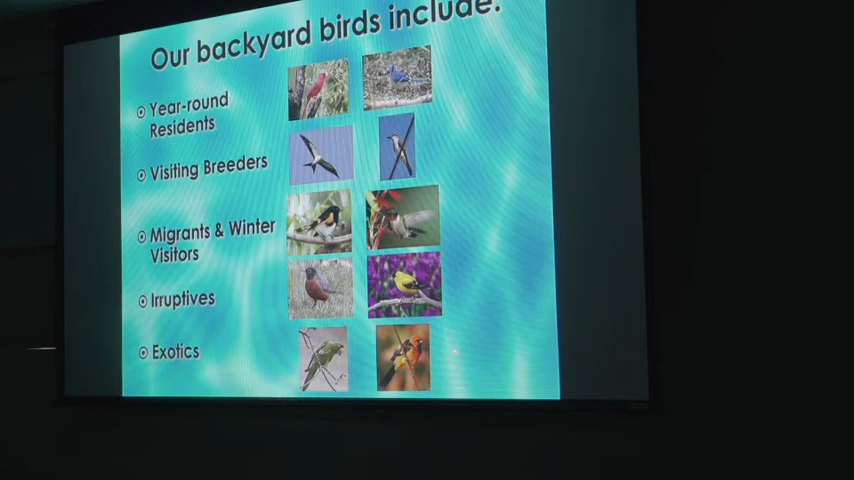 Our backyard birds include:
Year-round
Residents
Visiting Breeders
Migrants & Winter
Visitors
Irruptives
Exotics